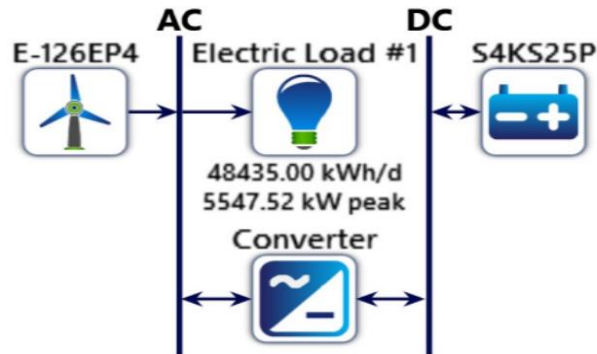 AC DC
E-126EP4 Electric Load #1 S4KS25P
48435.00 kWh/d
5547.52 kW peak
Converter